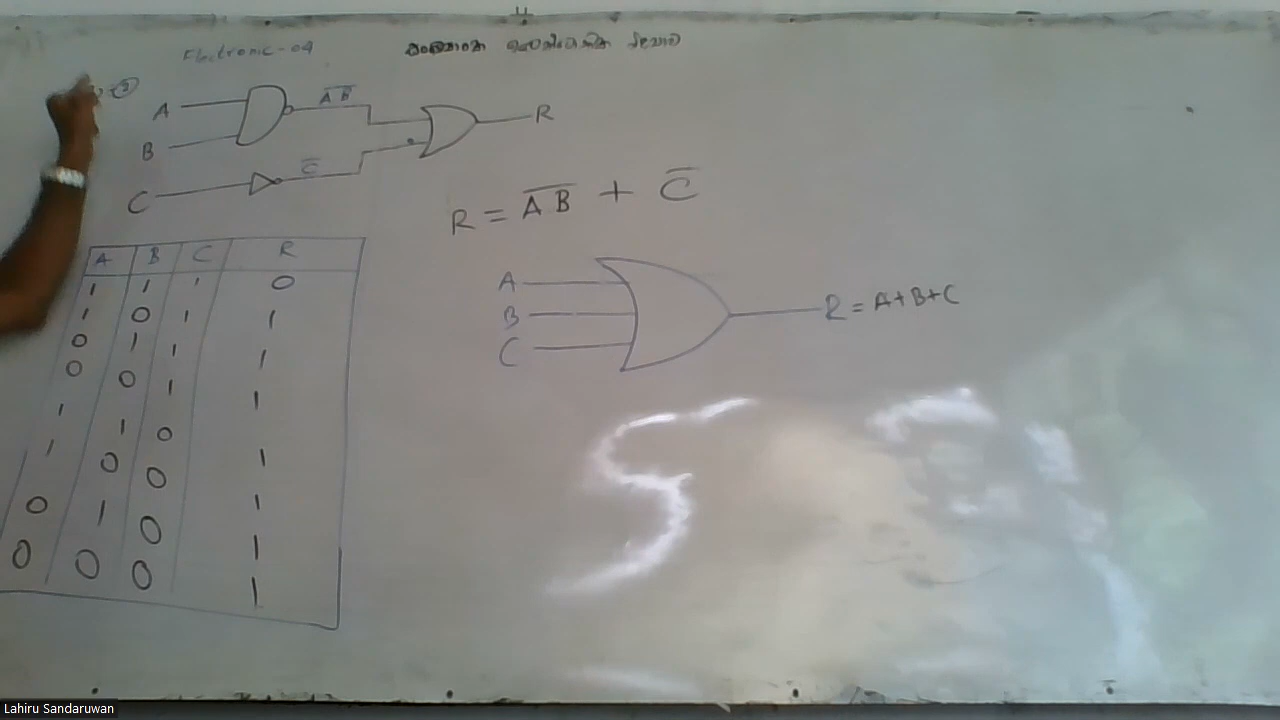 Electronic-04
A
B
C
A̅B̅
C̅
R
R = A̅B̅ + C̅
A B C R
1 1 1 0
1 0 1 1
0 1 1 1
0 0 1 1
1 1 0 1
1 0 0 1
0 1 0 1
0 0 0 1
A
B
C
R = A+B+C
Lahiru Sandaruwan